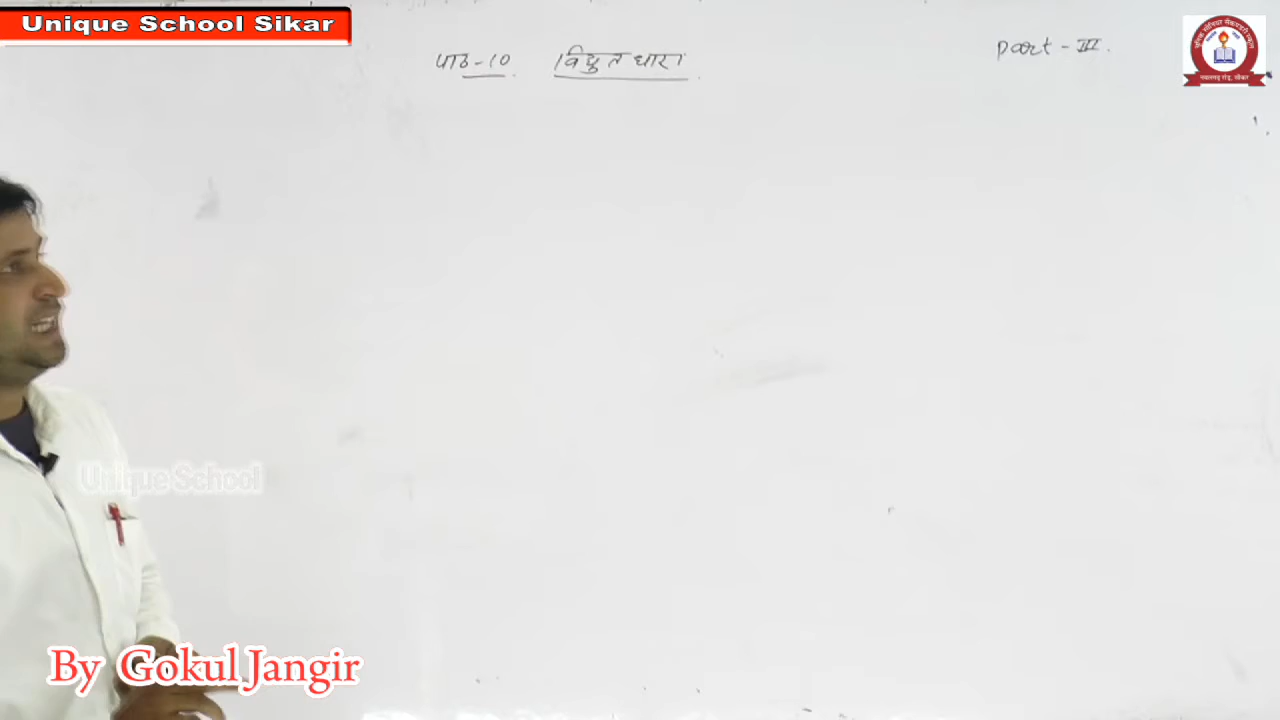 Unique School Sikar
पाठ-10 विद्युत धारा
Part - III.
Unique School
By Gokul Jangir